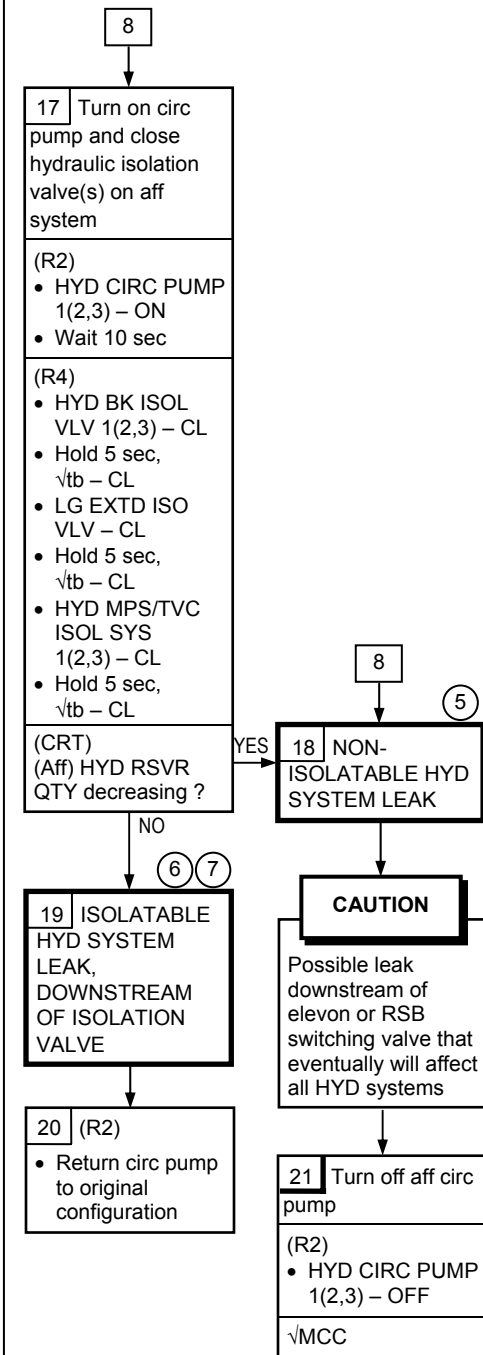 8
17 Turn on circ
pump and close
hydraulic isolation
valve(s) on aff
system
(R2)
• HYD CIRC PUMP
1(2,3) – ON
• Wait 10 sec
(R4)
• HYD BK ISOL
VLV 1(2,3) – CL
• Hold 5 sec,
√tb – CL
• LG EXTD ISO
VLV – CL
• Hold 5 sec,
√tb – CL
• HYD MPS/TVC
ISOL SYS
1(2,3) – CL
• Hold 5 sec,
√tb – CL
(CRT)
(Aff) HYD RSVR
QTY decreasing ?
YES
NO
8
5
18 NON-
ISOLATABLE HYD
SYSTEM LEAK
6 7
19 ISOLATABLE
HYD SYSTEM
LEAK,
DOWNSTREAM
OF ISOLATION
VALVE
CAUTION
Possible leak
downstream of
elevon or RSB
switching valve that
eventually will affect
all HYD systems
20 (R2)
• Return circ pump
to original
configuration
21 Turn off aff circ
pump
(R2)
• HYD CIRC PUMP
1(2,3) – OFF
√MCC